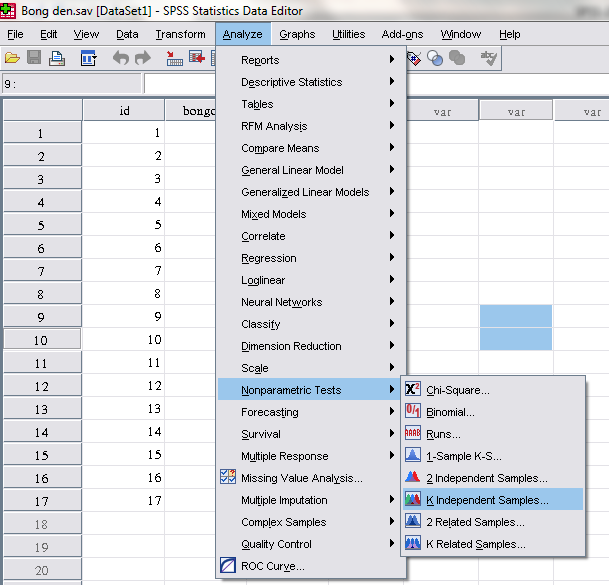 Bong den.sav [DataSet1] - SPSS Statistics Data Editor
File Edit View Data Transform Analyze Graphs Utilities Add-ons Window Help
9 :
id bongd var var var
1 1
2 2
3 3
4 4
5 5
6 6
7 7
8 8
9 9
10 10
11 11
12 12
13 13
14 14
15 15
16 16
17 17
18
19
20
Reports
Descriptive Statistics
Tables
RFM Analysis
Compare Means
General Linear Model
Generalized Linear Models
Mixed Models
Correlate
Regression
Loglinear
Neural Networks
Classify
Dimension Reduction
Scale
Nonparametric Tests
Forecasting
Survival
Multiple Response
Missing Value Analysis...
Multiple Imputation
Complex Samples
Quality Control
ROC Curve...
Chi-Square...
Binomial...
Runs...
1-Sample K-S...
2 Independent Samples...
K Independent Samples...
2 Related Samples...
K Related Samples...